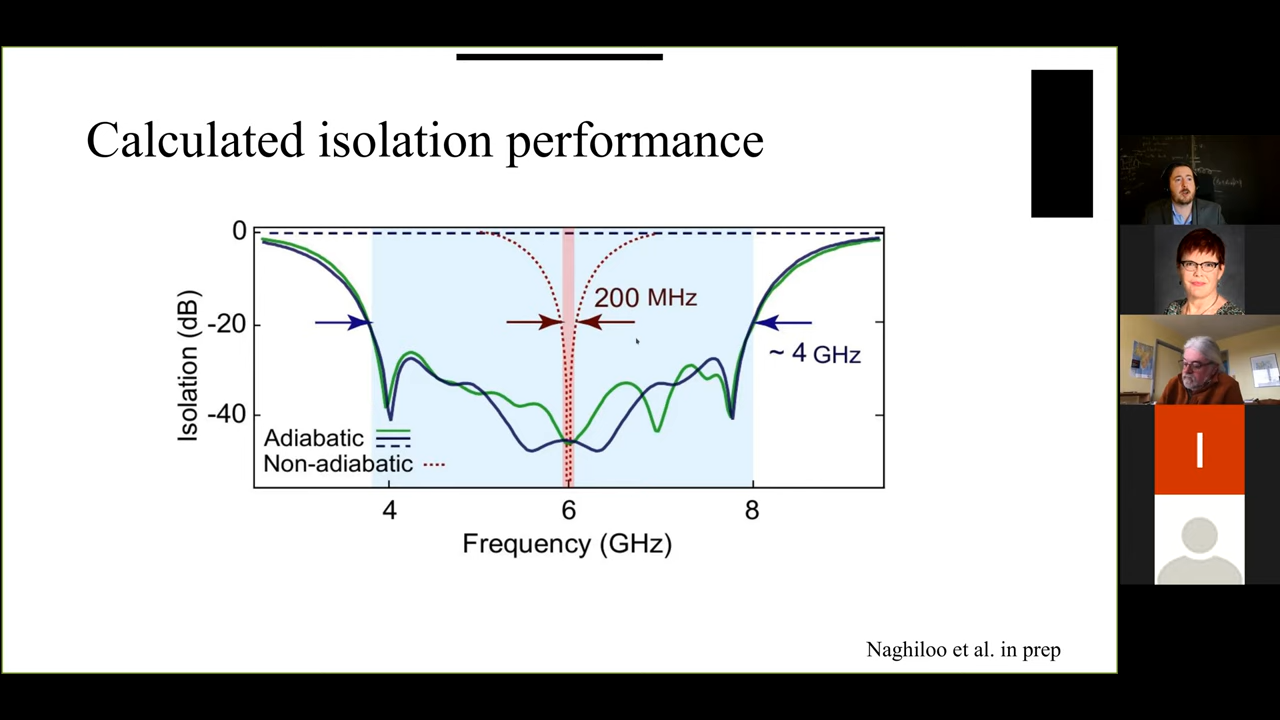 Calculated isolation performance
0
-20
-40
Isolation (dB)
200 MHz
~ 4 GHz
Adiabatic
Non-adiabatic
4 6 8
Frequency (GHz)
Naghiloo et al. in prep
I